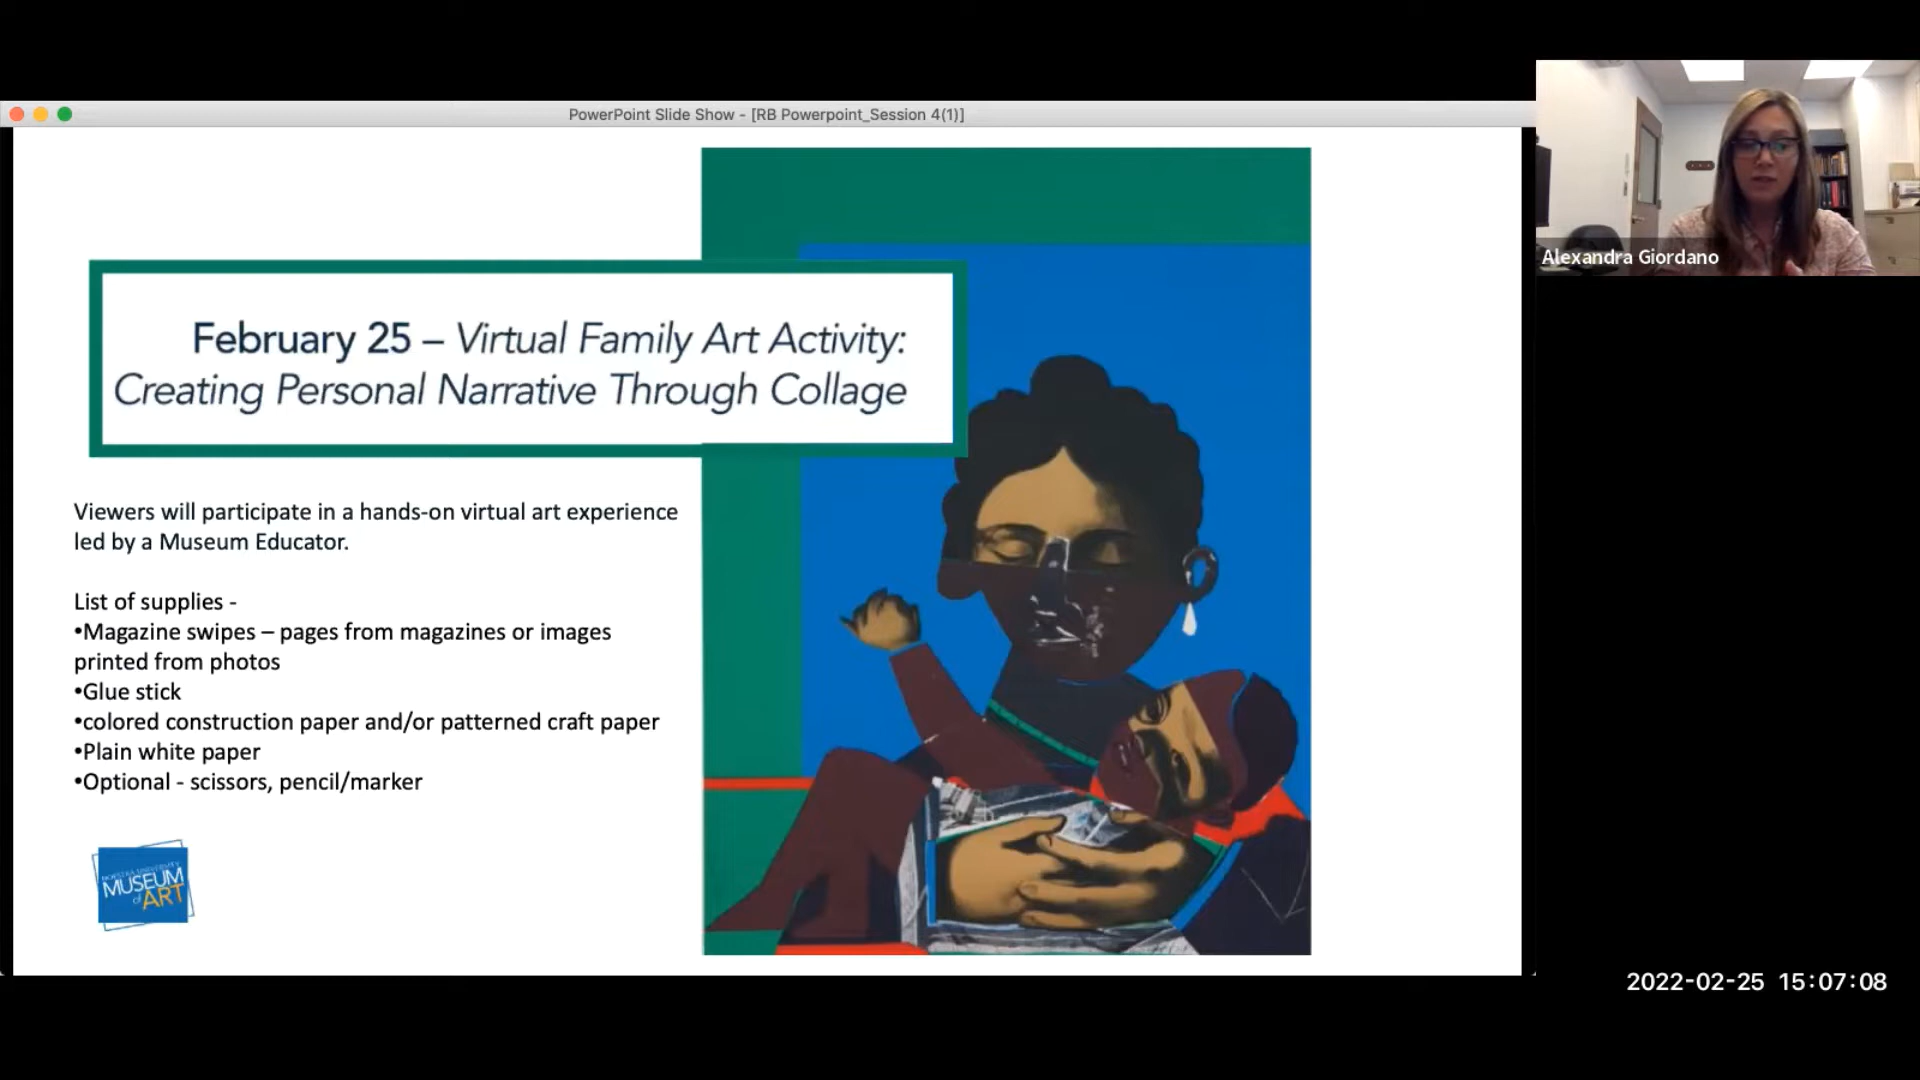 PowerPoint Slide Show - [RB Powerpoint_Session 4(1)]
Alexandra Giordano
February 25 – Virtual Family Art Activity:
Creating Personal Narrative Through Collage
Viewers will participate in a hands-on virtual art experience
led by a Museum Educator.
List of supplies -
•Magazine swipes – pages from magazines or images
printed from photos
•Glue stick
•colored construction paper and/or patterned craft paper
•Plain white paper
•Optional - scissors, pencil/marker
HOFSTRA UNIVERSITY
MUSEUM
of ART
2022-02-25 15:07:08